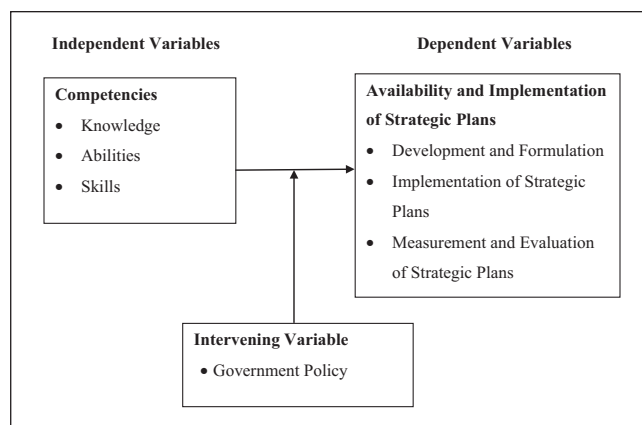 Independent Variables
Dependent Variables
Competencies
• Knowledge
• Abilities
• Skills
Availability and Implementation
of Strategic Plans
• Development and Formulation
• Implementation of Strategic
Plans
• Measurement and Evaluation
of Strategic Plans
Intervening Variable
• Government Policy